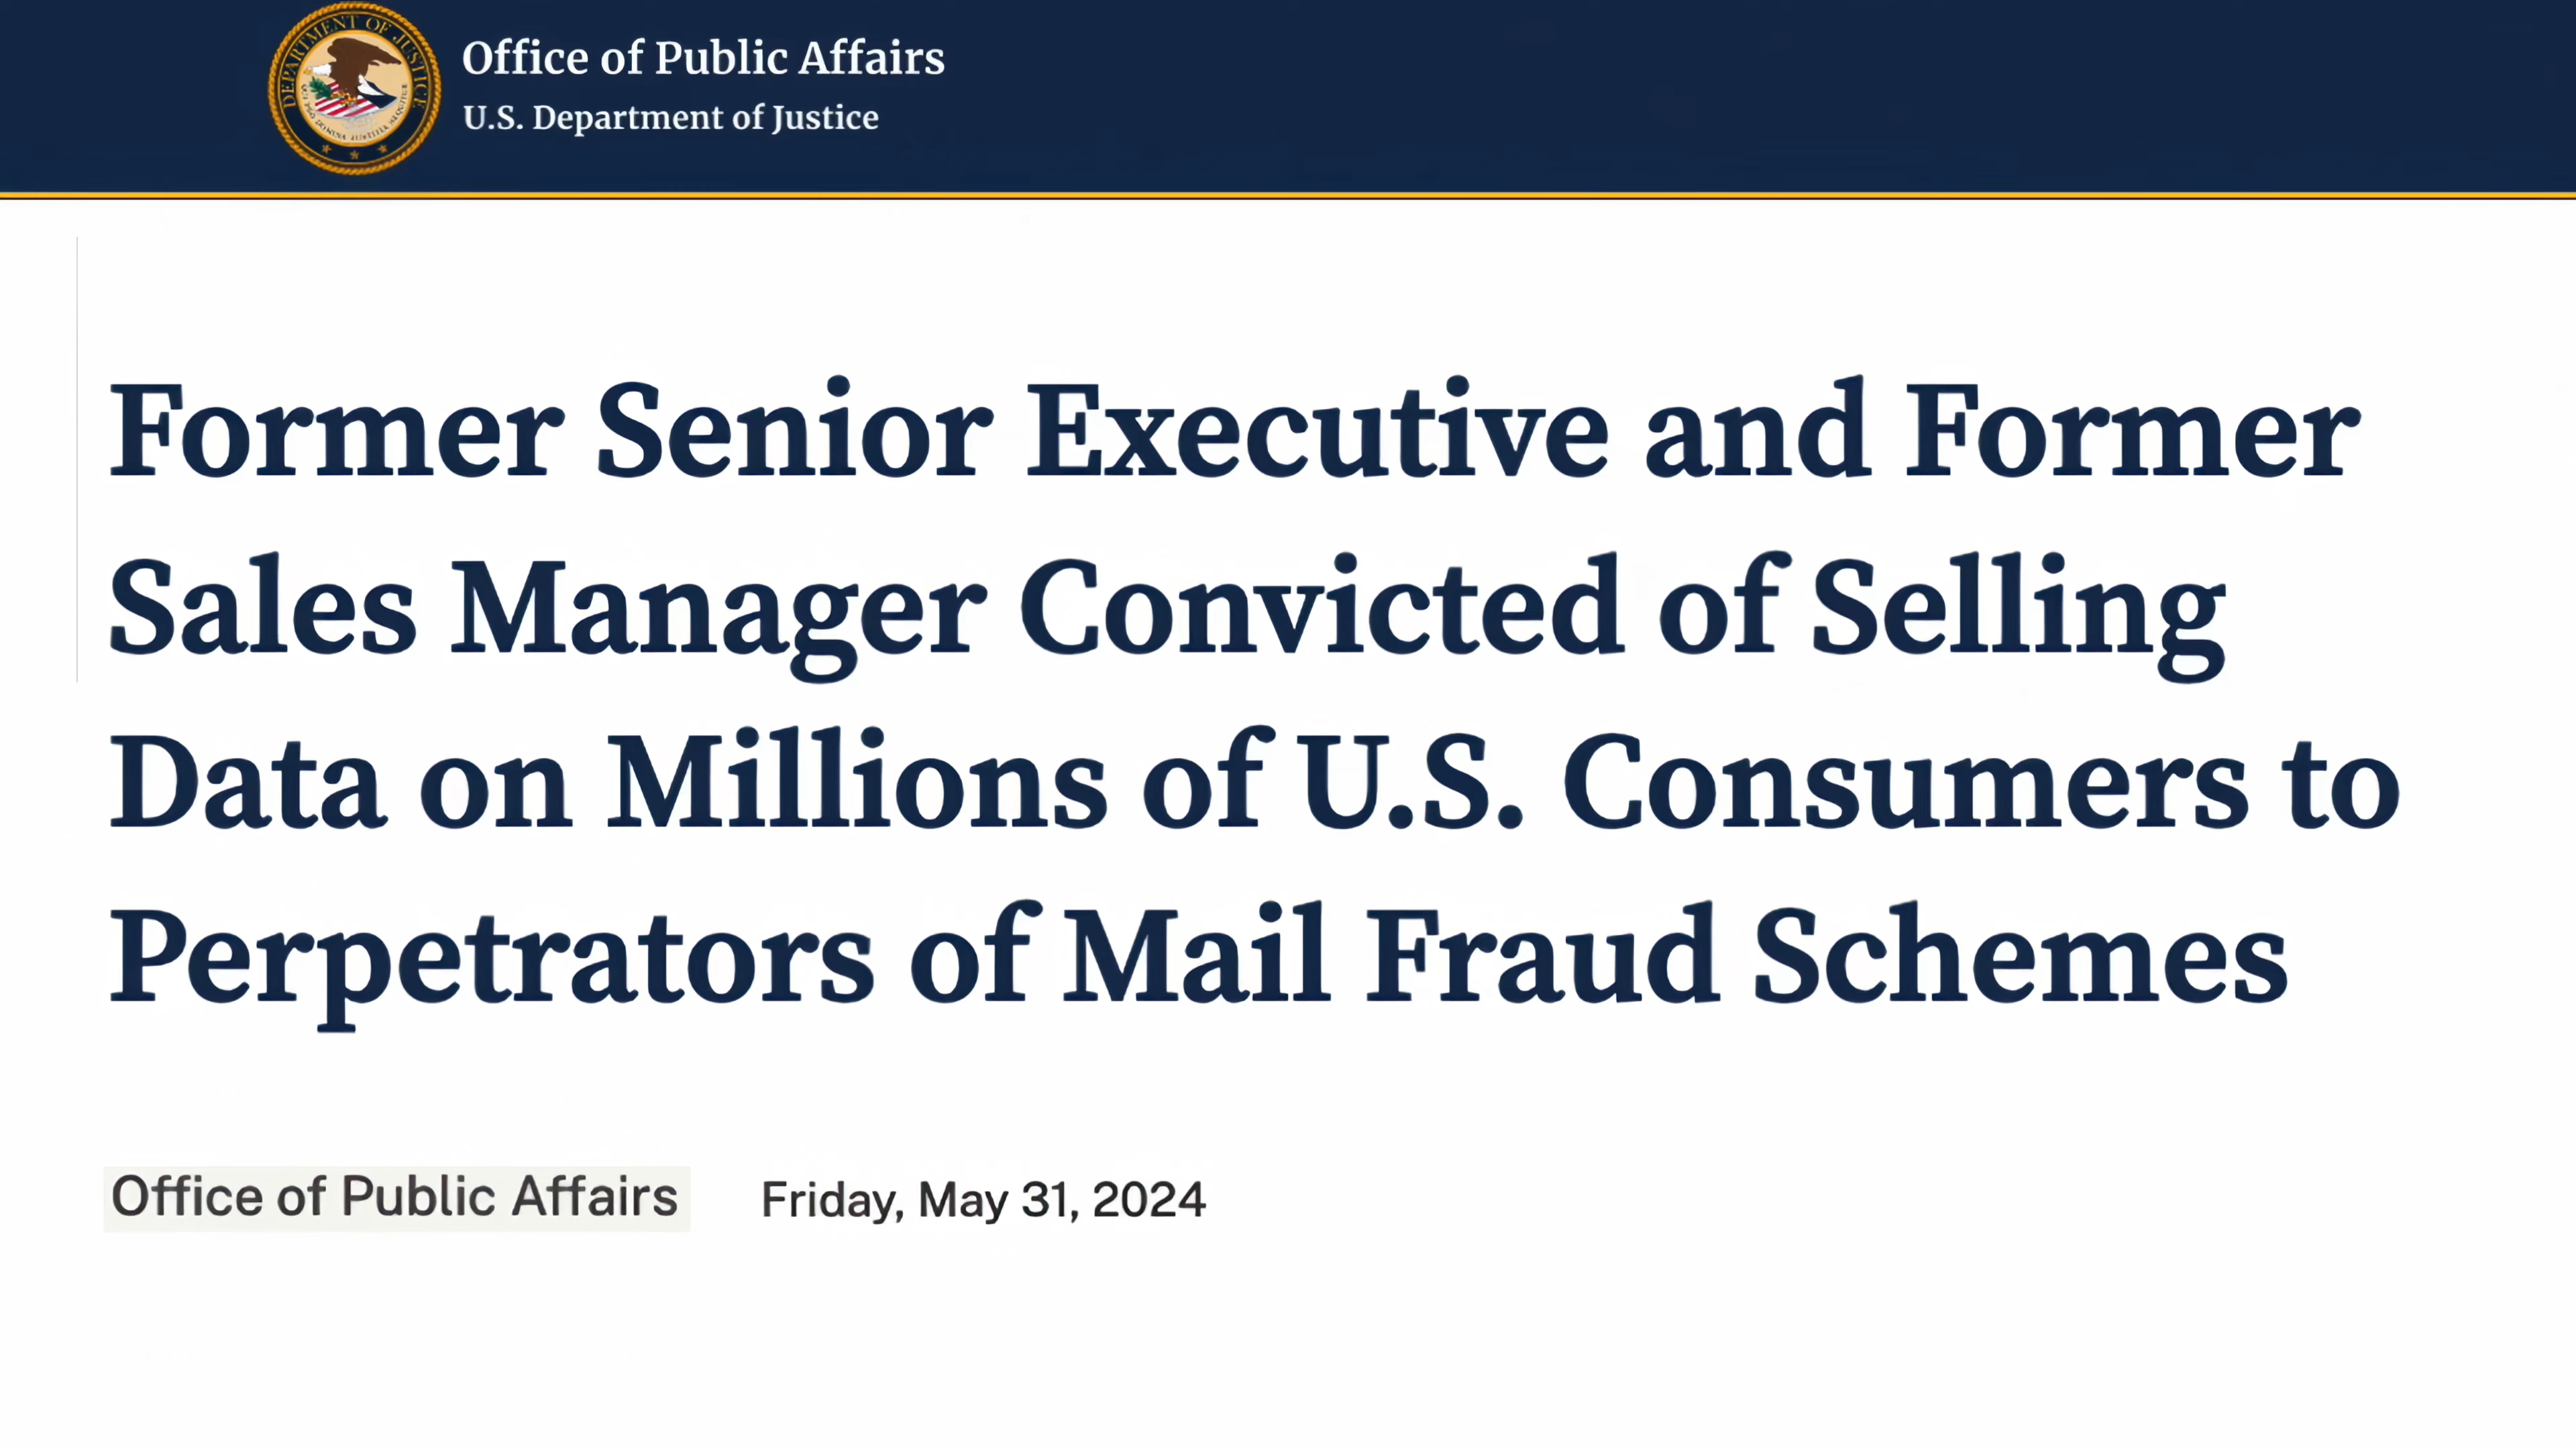 Office of Public Affairs
U.S. Department of Justice
Former Senior Executive and Former
Sales Manager Convicted of Selling
Data on Millions of U.S. Consumers to
Perpetrators of Mail Fraud Schemes
Office of Public Affairs Friday, May 31, 2024